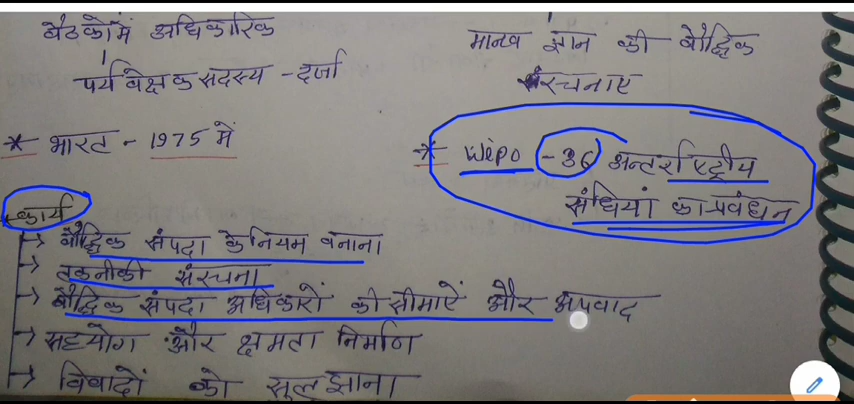 बैठकों में अधिकारिक
पर्यवेक्षक सदस्य - दर्जा
* भारत - 1975 में
कार्य
→ बौद्धिक संपदा के नियम बनाना
→ तकनीकी संरचना
→ बौद्धिक संपदा अधिकारों की सीमाऐं और अपवाद
→ सहयोग और क्षमता निर्माण
→ विवादों को सूलझाना
मानव ज्ञान की बौद्धिक
संरचनाए
* Wipo - 36 अन्तर्राष्ट्रीय
संधियां का प्रबंधन